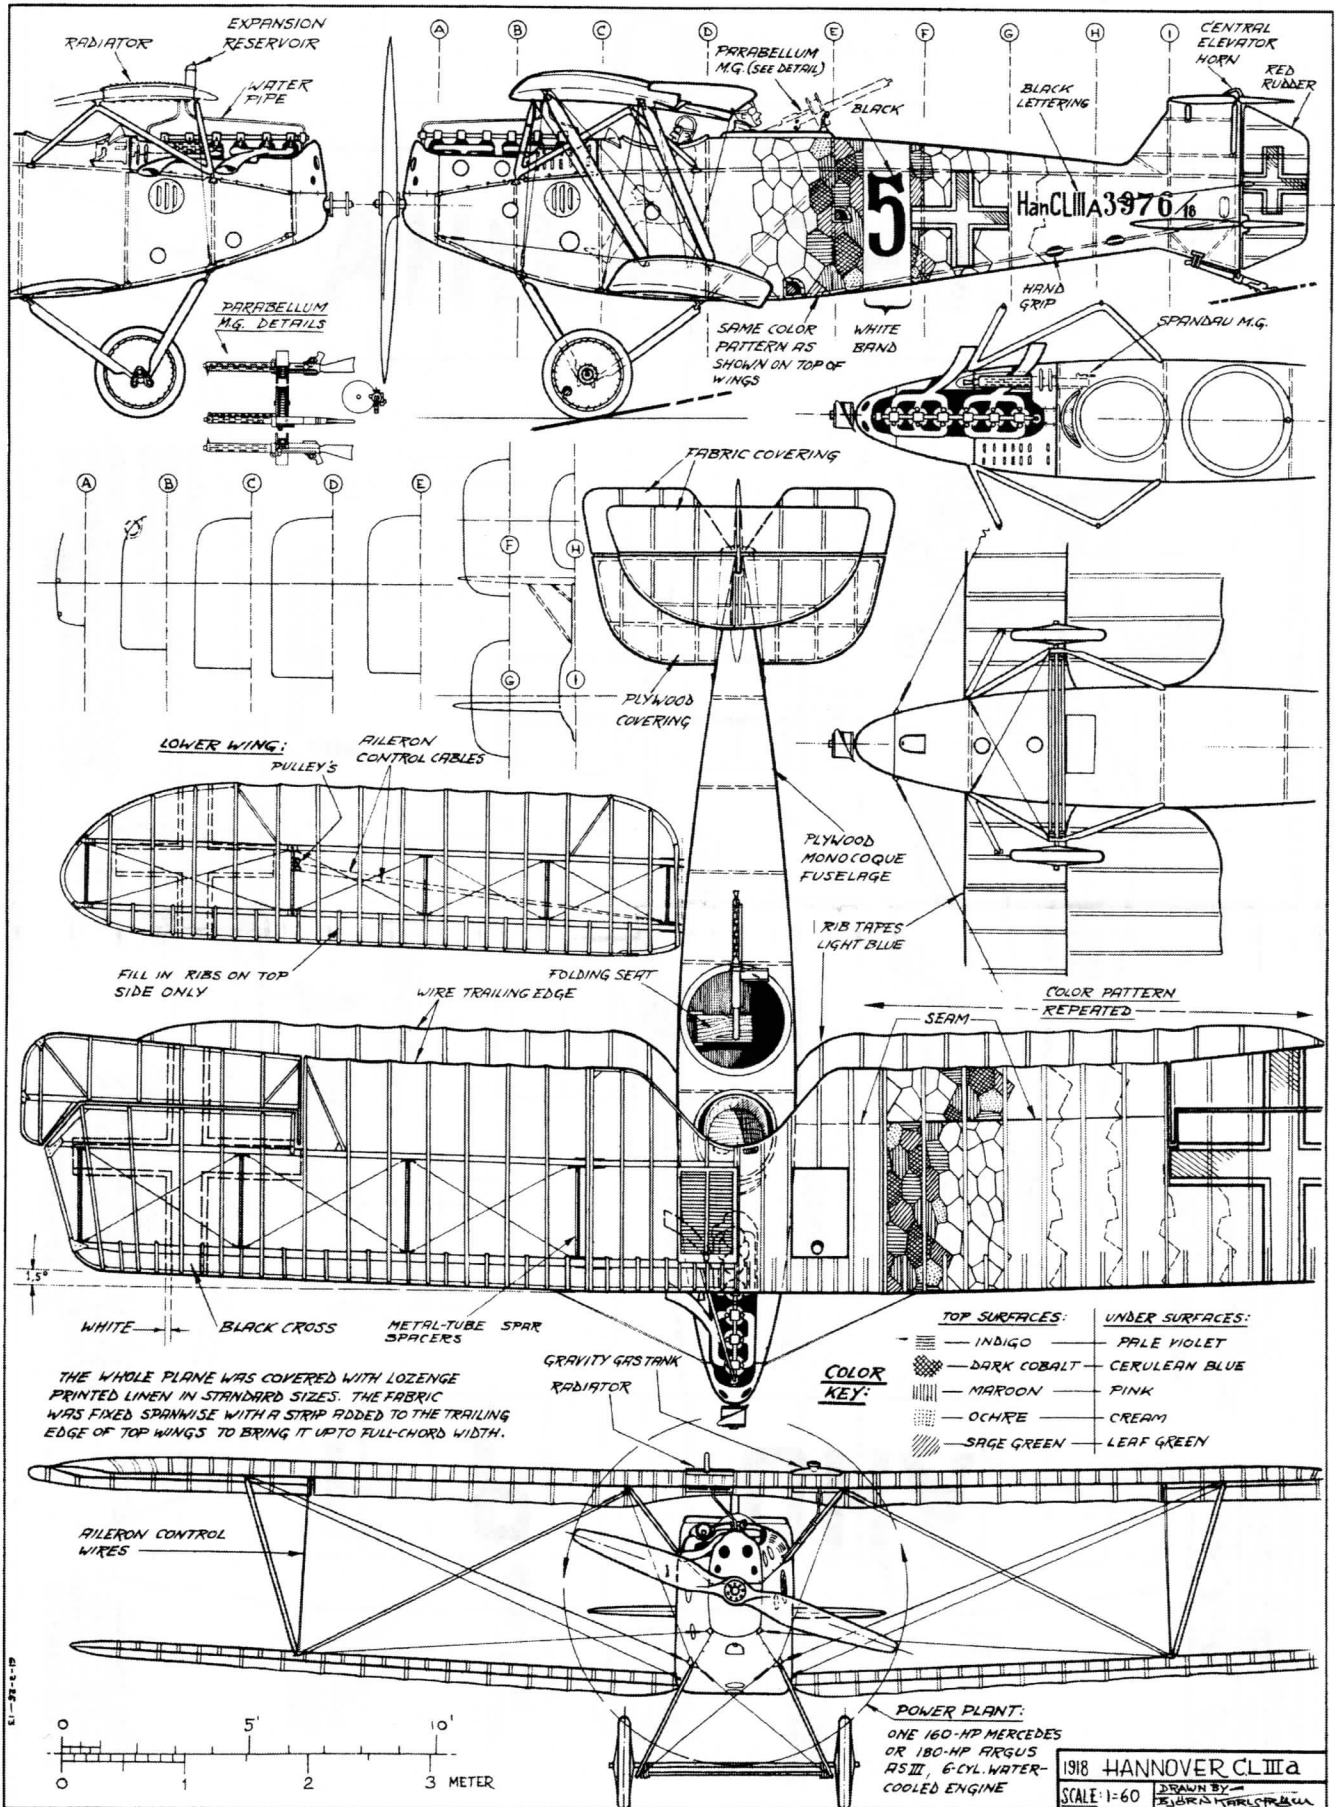 EXPANSION
RESERVOIR
RADIATOR
WATER
PIPE
A B C D E F G H I
PARABELLUM
M.G. (SEE DETAIL)
BLACK
BLACK
LETTERING
CENTRAL
ELEVATOR
HORN
RED
RUDDER
5
HanCLIIIA3976/18
HAND
GRIP
PARABELLUM
M.G. DETAILS
SAME COLOR
PATTERN AS
SHOWN ON TOP OF
WINGS
WHITE
BAND
SPANDAU M.G.
FABRIC COVERING
A B C D E
F H
G I
PLYWOOD
COVERING
LOWER WING:
PULLEY'S
AILERON
CONTROL CABLES
PLYWOOD
MONOCOQUE
FUSELAGE
RIB TAPES
LIGHT BLUE
FILL IN RIBS ON TOP
SIDE ONLY
WIRE TRAILING EDGE
FOLDING SEAT
SEAM
COLOR PATTERN
REPEATED
1,5°
WHITE
BLACK CROSS
METAL-TUBE SPAR
SPACERS
THE WHOLE PLANE WAS COVERED WITH LOZENGE
PRINTED LINEN IN STANDARD SIZES. THE FABRIC
WAS FIXED SPANWISE WITH A STRIP ADDED TO THE TRAILING
EDGE OF TOP WINGS TO BRING IT UP TO FULL-CHORD WIDTH.
GRAVITY GASTANK
RADIATOR
COLOR
KEY:
TOP SURFACES: UNDER SURFACES:
INDIGO — PALE VIOLET
DARK COBALT — CERULEAN BLUE
MAROON — PINK
OCHRE — CREAM
SAGE GREEN — LEAF GREEN
AILERON CONTROL
WIRES
POWER PLANT:
ONE 160-HP MERCEDES
OR 180-HP ARGUS
AS III, 6-CYL. WATER-
COOLED ENGINE
0 5' 10'
0 1 2 3 METER
1918 HANNOVER CLIIIa
SCALE: 1=60
DRAWN BY—
BJÖRN KARLSTRÖM